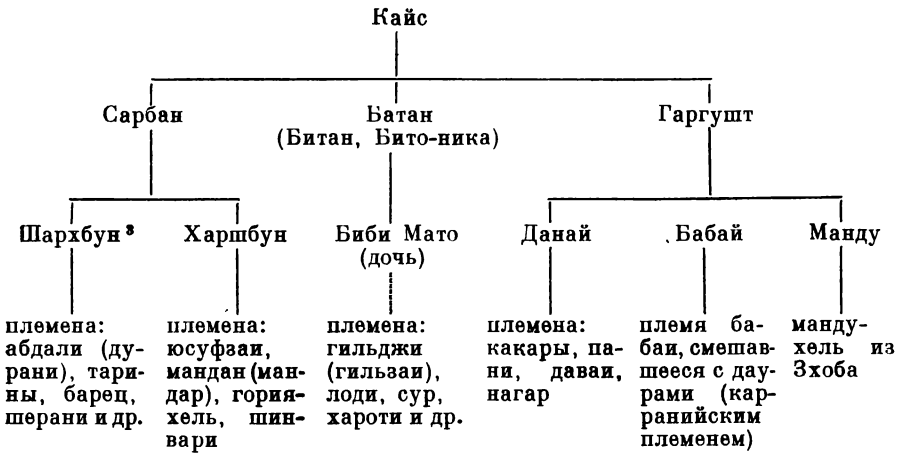 Кайс
Сарбан
Батан
(Битан, Бито-ника)
Гаргушт
Шархбун³
Харшбун
Биби Мато
(дочь)
Данай
Бабай
Манду
племена:
абдали (ду-
рани), тари-
ны, барец,
шерани и др.
племена:
юсуфзаи,
мандан (ман-
дар), гория-
хель, шин-
вари
племена:
гильджи
(гильзаи),
лоди, сур,
хароти и др.
племена:
какары, па-
ни, даваи,
нагар
племя ба-
баи, смешав-
шееся с дау-
рами (кар-
ранийским
племенем)
манду-
хель из
Зхоба